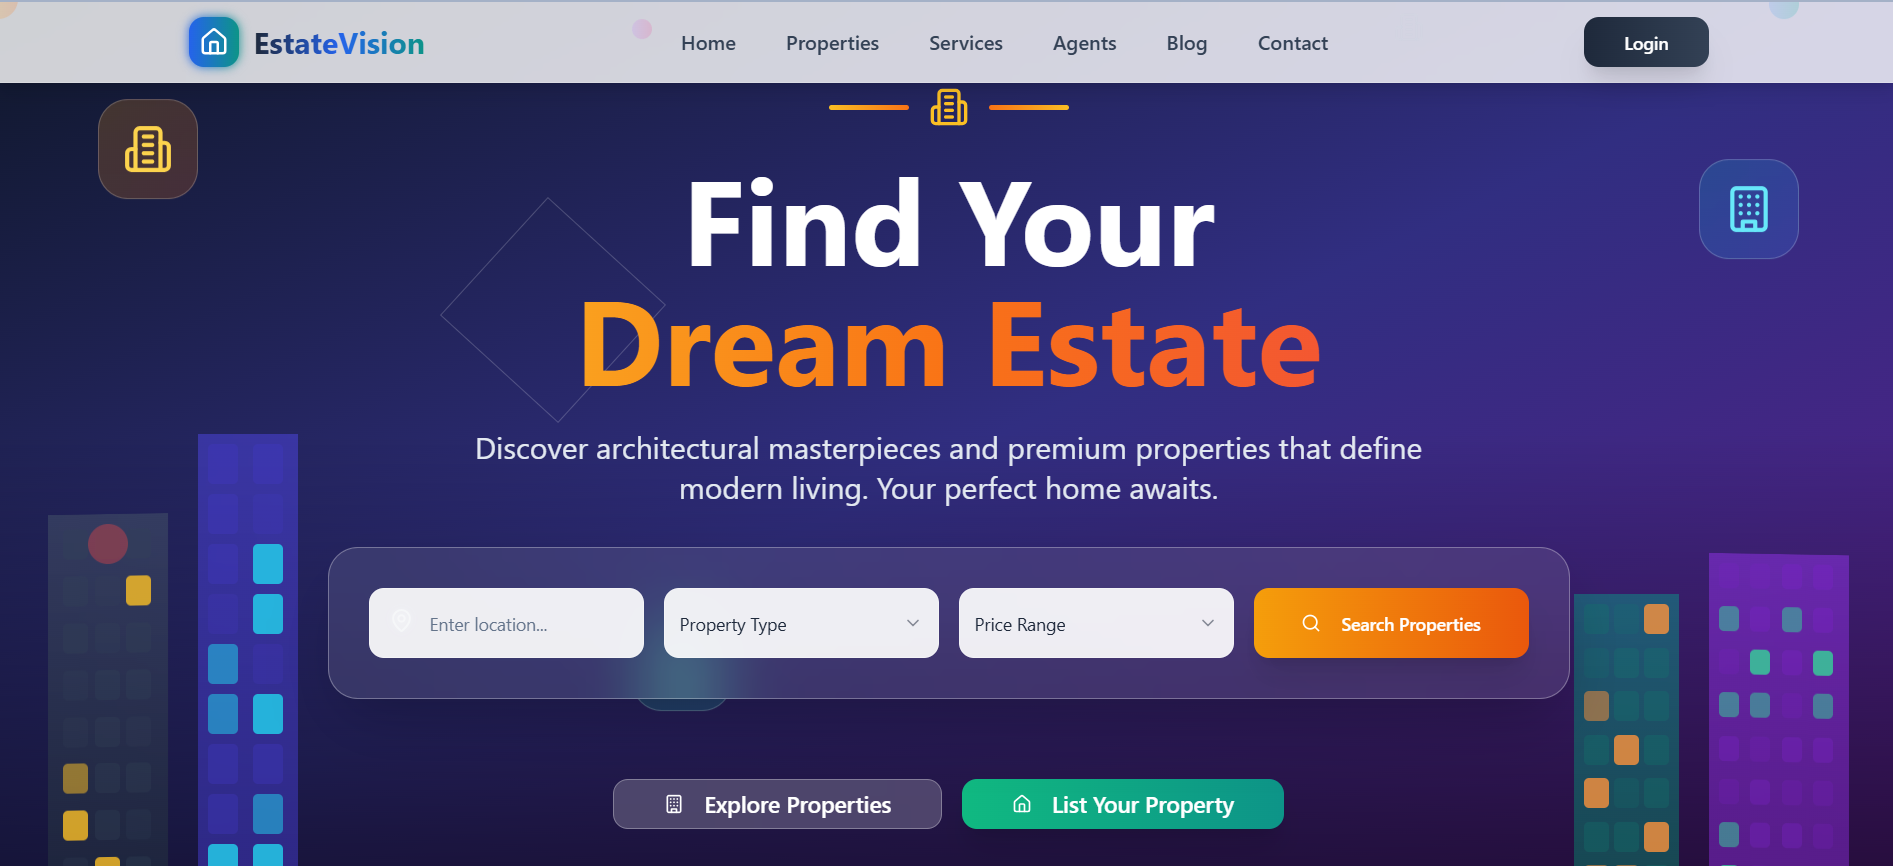 EstateVision
Home
Properties
Services
Agents
Blog
Contact
Login
Find Your
Dream Estate
Discover architectural masterpieces and premium properties that define
modern living. Your perfect home awaits.
Enter location...
Property Type
Price Range
Search Properties
Explore Properties
List Your Property